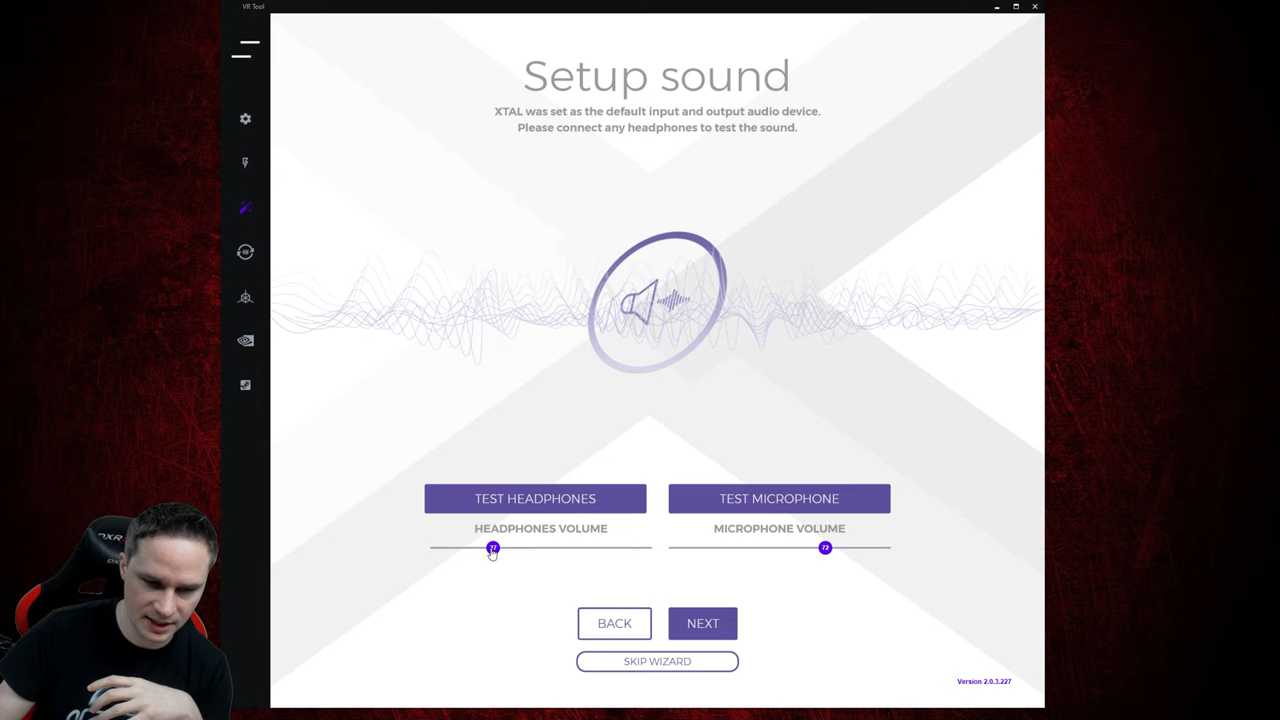 VR Tool
Setup sound
XTAL was set as the default input and output audio device.
Please connect any headphones to test the sound.
TEST HEADPHONES
TEST MICROPHONE
HEADPHONES VOLUME
MICROPHONE VOLUME
72
BACK
NEXT
SKIP WIZARD
Version 2.0.3.227